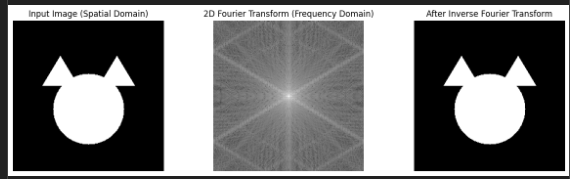 Input Image (Spatial Domain)
2D Fourier Transform (Frequency Domain)
After Inverse Fourier Transform